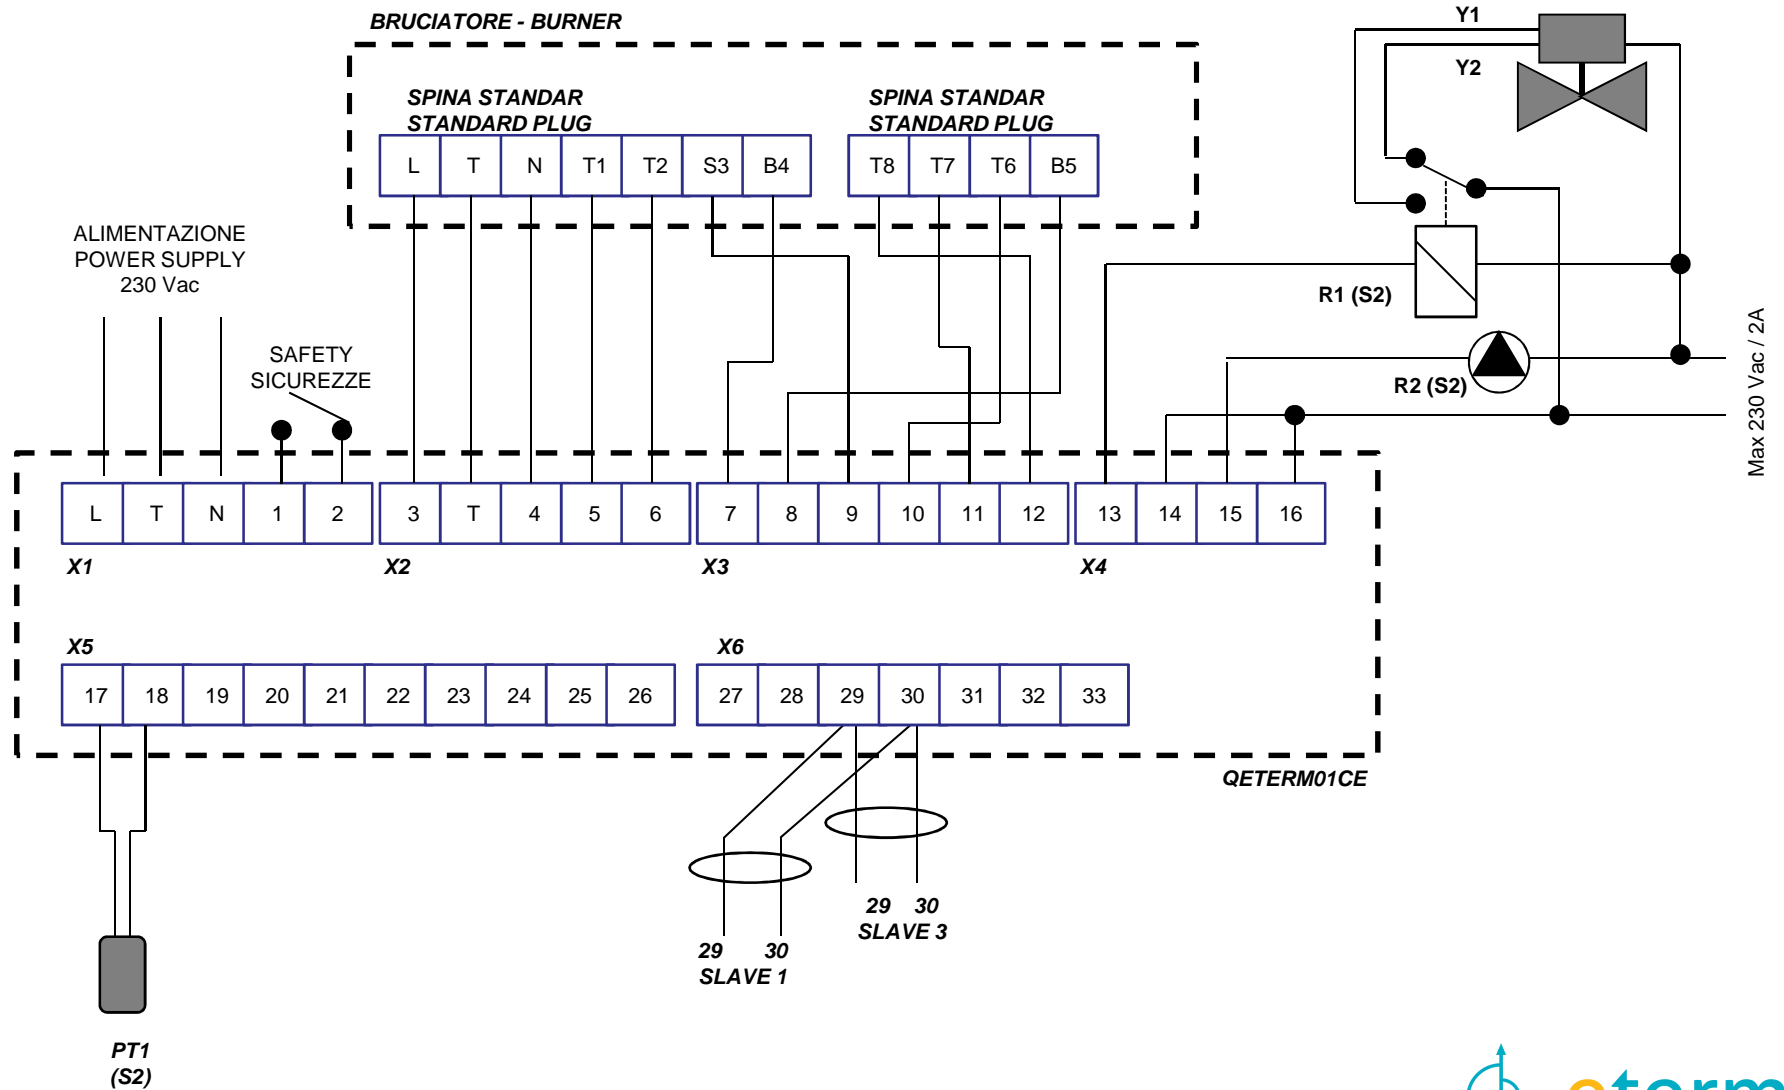 BRUCIATORE - BURNER
Y1
Y2
SPINA STANDAR
STANDARD PLUG
SPINA STANDAR
STANDARD PLUG
L T N T1 T2 S3 B4
T8 T7 T6 B5
ALIMENTAZIONE
POWER SUPPLY
230 Vac
SAFETY
SICUREZZE
R1 (S2)
R2 (S2)
Max 230 Vac / 2A
L T N 1 2
3 T 4 5 6
7 8 9 10 11 12
13 14 15 16
X1
X2
X3
X4
X5
X6
17 18 19 20 21 22 23 24 25 26
27 28 29 30 31 32 33
QETERM01CE
29 30
SLAVE 3
29 30
SLAVE 1
PT1
(S2)